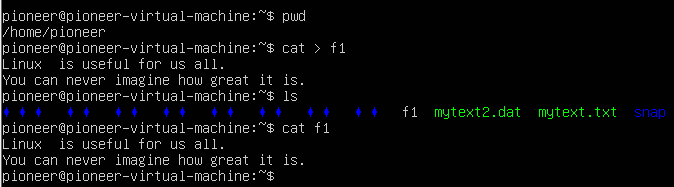 pioneer@pioneer-virtual-machine:~$ pwd
/home/pioneer
pioneer@pioneer-virtual-machine:~$ cat > f1
Linux  is useful for us all.
You can never imagine how great it is.
pioneer@pioneer-virtual-machine:~$ ls
♦ ♦  ♦ ♦  ♦ ♦  ♦ ♦  ♦ ♦  ♦ ♦  ♦ ♦  ♦ ♦  f1  mytext2.dat  mytext.txt  snap
pioneer@pioneer-virtual-machine:~$ cat f1
Linux  is useful for us all.
You can never imagine how great it is.
pioneer@pioneer-virtual-machine:~$